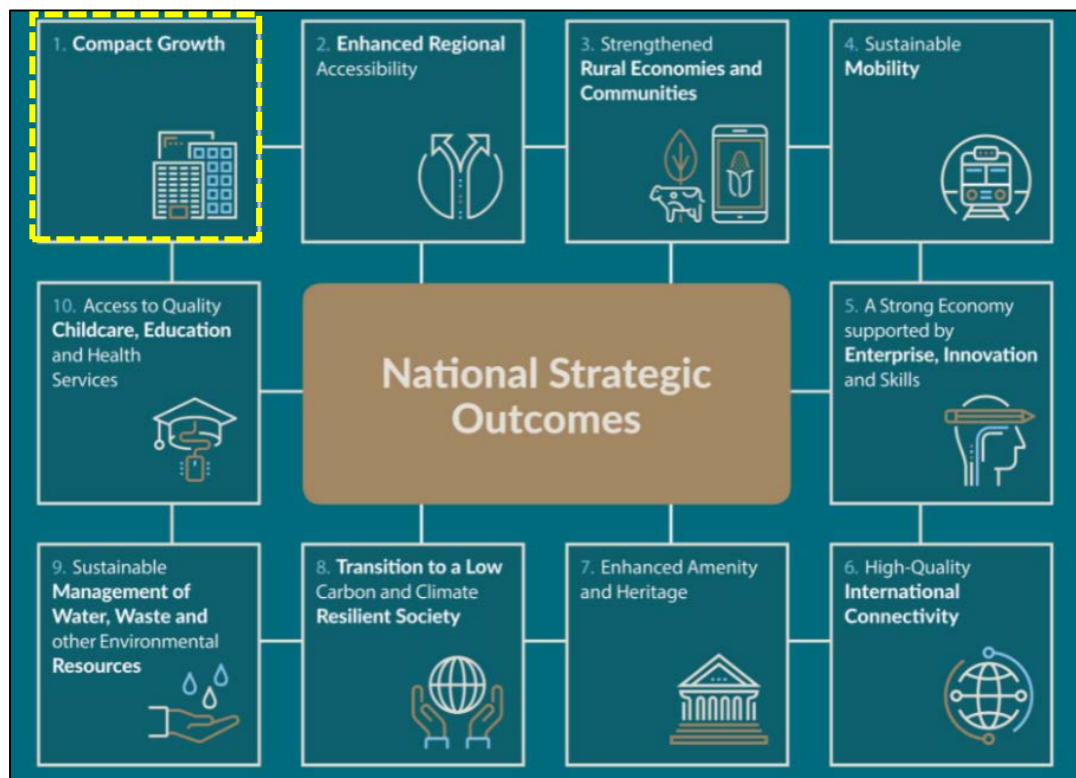 1. Compact Growth
2. Enhanced Regional
Accessibility
3. Strengthened
Rural Economies and
Communities
4. Sustainable
Mobility
10. Access to Quality
Childcare, Education
and Health
Services
National Strategic
Outcomes
5. A Strong Economy
supported by
Enterprise, Innovation
and Skills
9. Sustainable
Management of
Water, Waste and
other Environmental
Resources
8. Transition to a Low
Carbon and Climate
Resilient Society
7. Enhanced Amenity
and Heritage
6. High-Quality
International
Connectivity